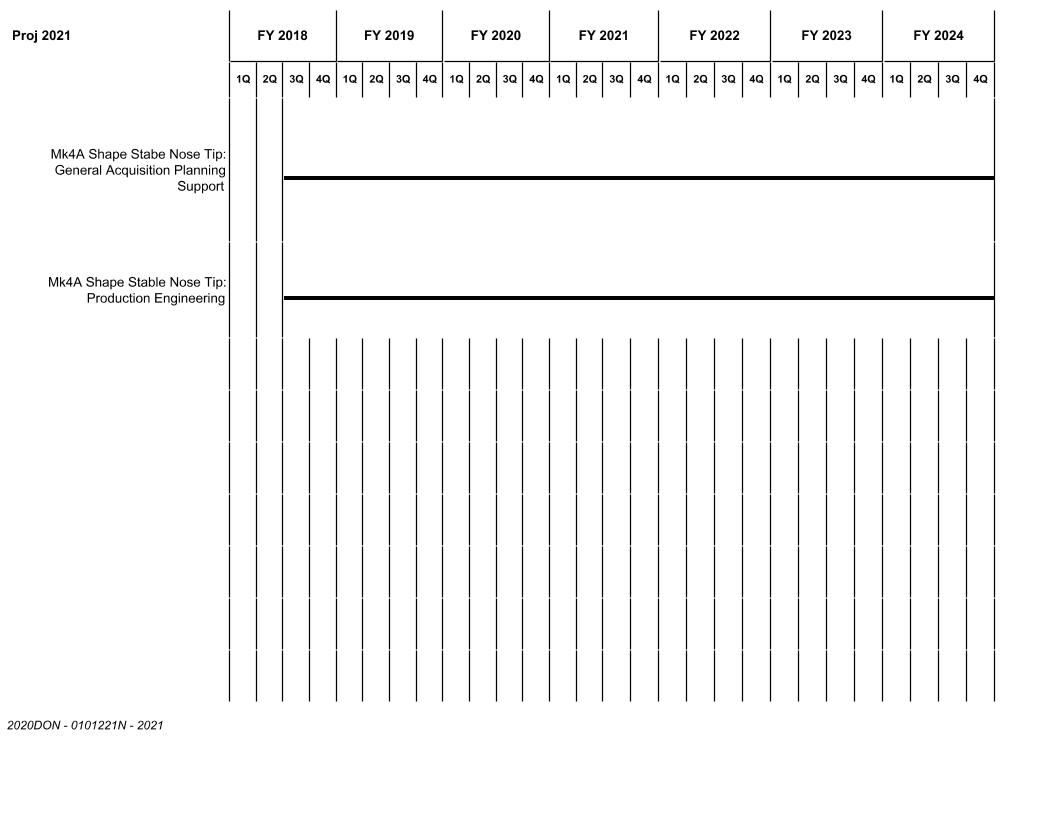 Proj 2021 FY 2018 FY 2019 FY 2020 FY 2021 FY 2022 FY 2023 FY 2024
1Q 2Q 3Q 4Q 1Q 2Q 3Q 4Q 1Q 2Q 3Q 4Q 1Q 2Q 3Q 4Q 1Q 2Q 3Q 4Q 1Q 2Q 3Q 4Q 1Q 2Q 3Q 4Q
Mk4A Shape Stabe Nose Tip:
General Acquisition Planning
Support
Mk4A Shape Stable Nose Tip:
Production Engineering
2020DON - 0101221N - 2021